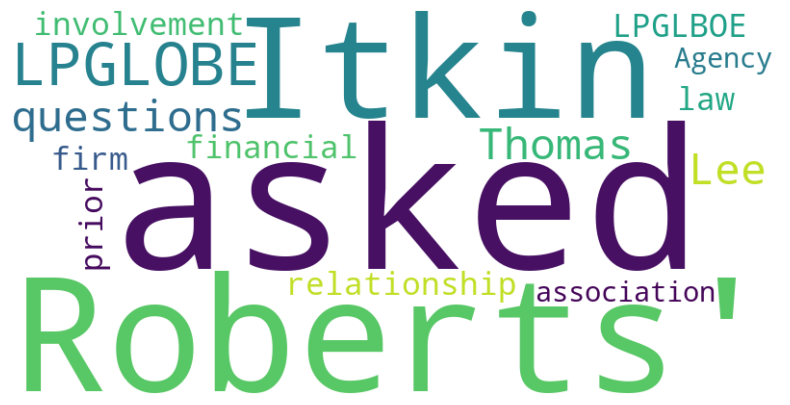 involvement
Itkin
LPGLBOE
LPGLOBE
Agency
questions
law
firm
financial
Thomas
Lee
prior
asked
relationship
association
Roberts'